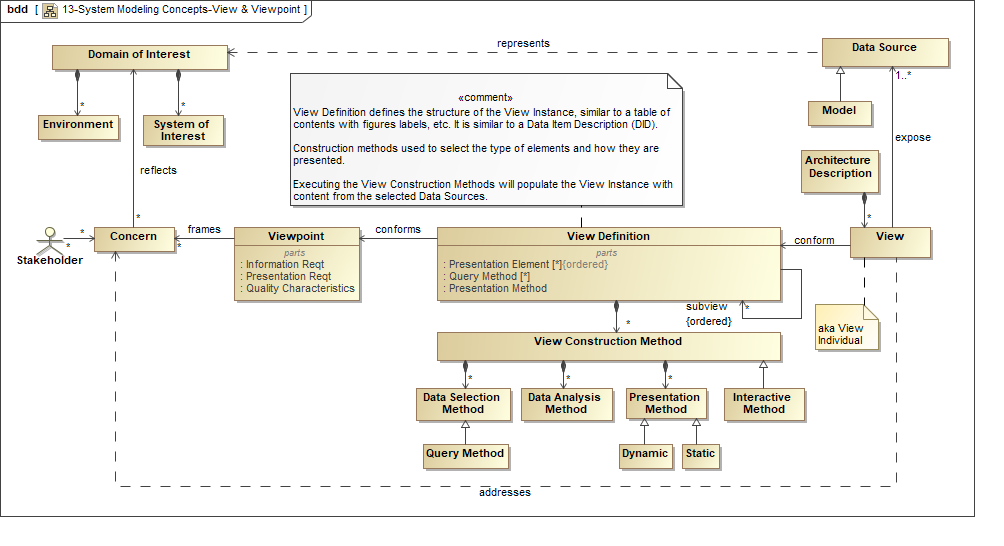 bdd [ 13-System Modeling Concepts-View & Viewpoint ]
Domain of Interest
represents
Data Source
1..*
*
*
Environment
System of
Interest
Model
«comment»
View Definition defines the structure of the View Instance, similar to a table of
contents with figures labels, etc. It is similar to a Data Item Description (DID).
Construction methods used to select the type of elements and how they are
presented.
Executing the View Construction Methods will populate the View Instance with
content from the selected Data Sources.
expose
Architecture
Description
reflects
*
*
Stakeholder
*
*
Concern
*
frames
Viewpoint
parts
: Information Reqt
: Presentation Reqt
: Quality Characteristics
conforms
View Definition
parts
: Presentation Element [*]{ordered}
: Query Method [*]
: Presentation Method
conform
View
subview
{ordered}
*
aka View
Individual
*
View Construction Method
*
*
*
Data Selection
Method
Data Analysis
Method
Presentation
Method
Interactive
Method
Query Method
Dynamic
Static
addresses